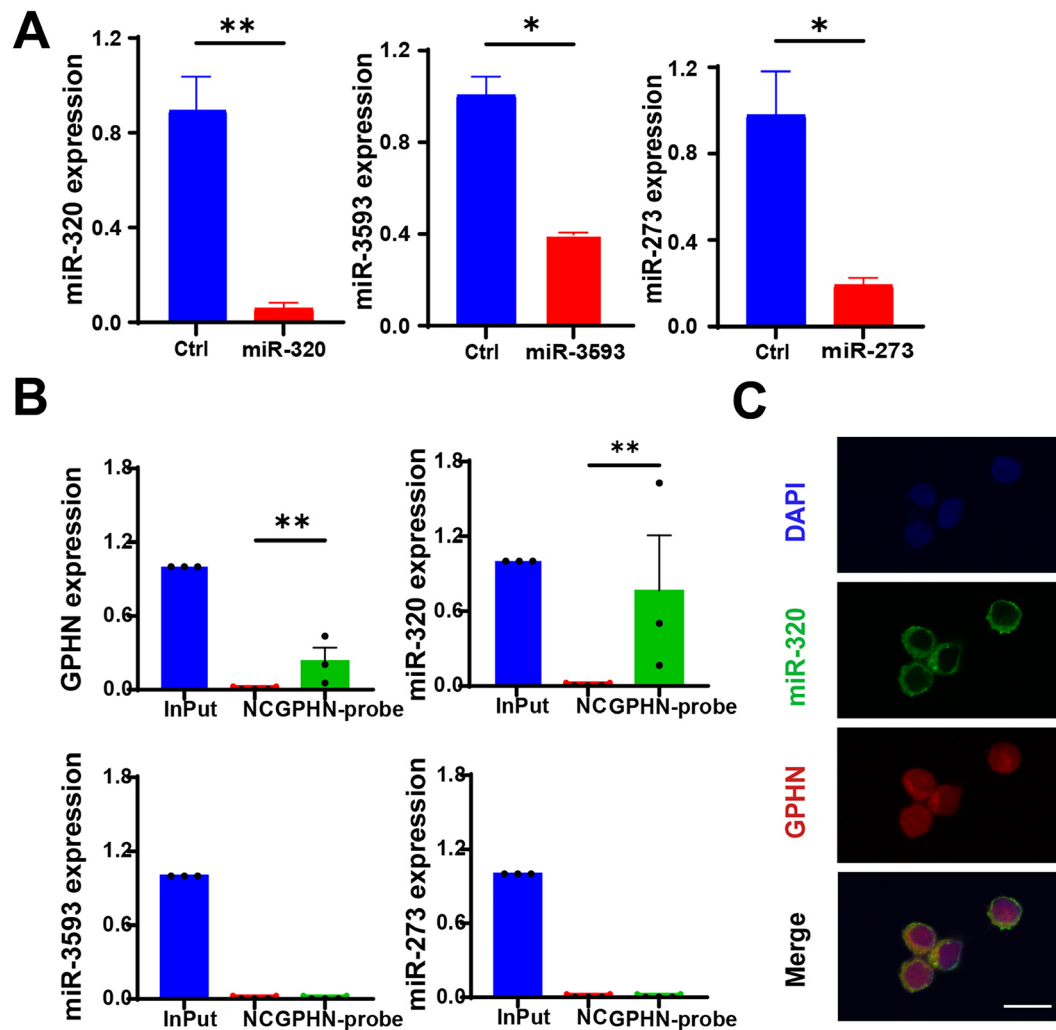 A
**
miR-320 expression
1.2
0.8
0.4
0.0
Ctrl miR-320
*
miR-3593 expression
1.2
0.8
0.4
0.0
Ctrl miR-3593
*
miR-273 expression
1.2
0.8
0.4
0.0
Ctrl miR-273
B
**
GPHN expression
1.8
1.2
0.6
0.0
InPut NCGPHN-probe
**
miR-320 expression
1.8
1.2
0.6
0.0
InPut NCGPHN-probe
miR-3593 expression
1.8
1.2
0.6
0.0
InPut NCGPHN-probe
miR-273 expression
1.8
1.2
0.6
0.0
InPut NCGPHN-probe
C
DAPI
miR-320
GPHN
Merge